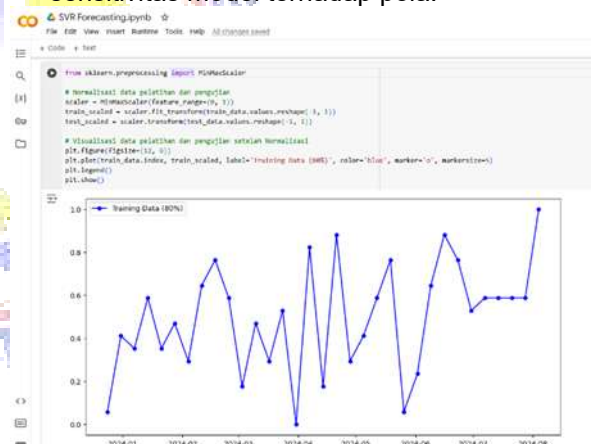 SVR Forecasting.ipynb
File Edit View Insert Runtime Tools Help All changes saved
+ Code + Text
from sklearn.preprocessing import MinMaxScaler
# Normalisasi data pelatihan dan pengujian
scaler = MinMaxScaler(feature_range=(0, 1))
train_scaled = scaler.fit_transform(train_data.values.reshape(-1, 1))
test_scaled = scaler.transform(test_data.values.reshape(-1, 1))
# Visualisasi data pelatihan dan pengujian setelah Normalisasi
plt.figure(figsize=(12, 6))
plt.plot(train_data.index, train_scaled, label='Training Data (80%)', color='blue', marker='o', markersize=5)
plt.legend()
plt.show()
Training Data (80%)
1.0
0.8
0.6
0.4
0.2
0.0